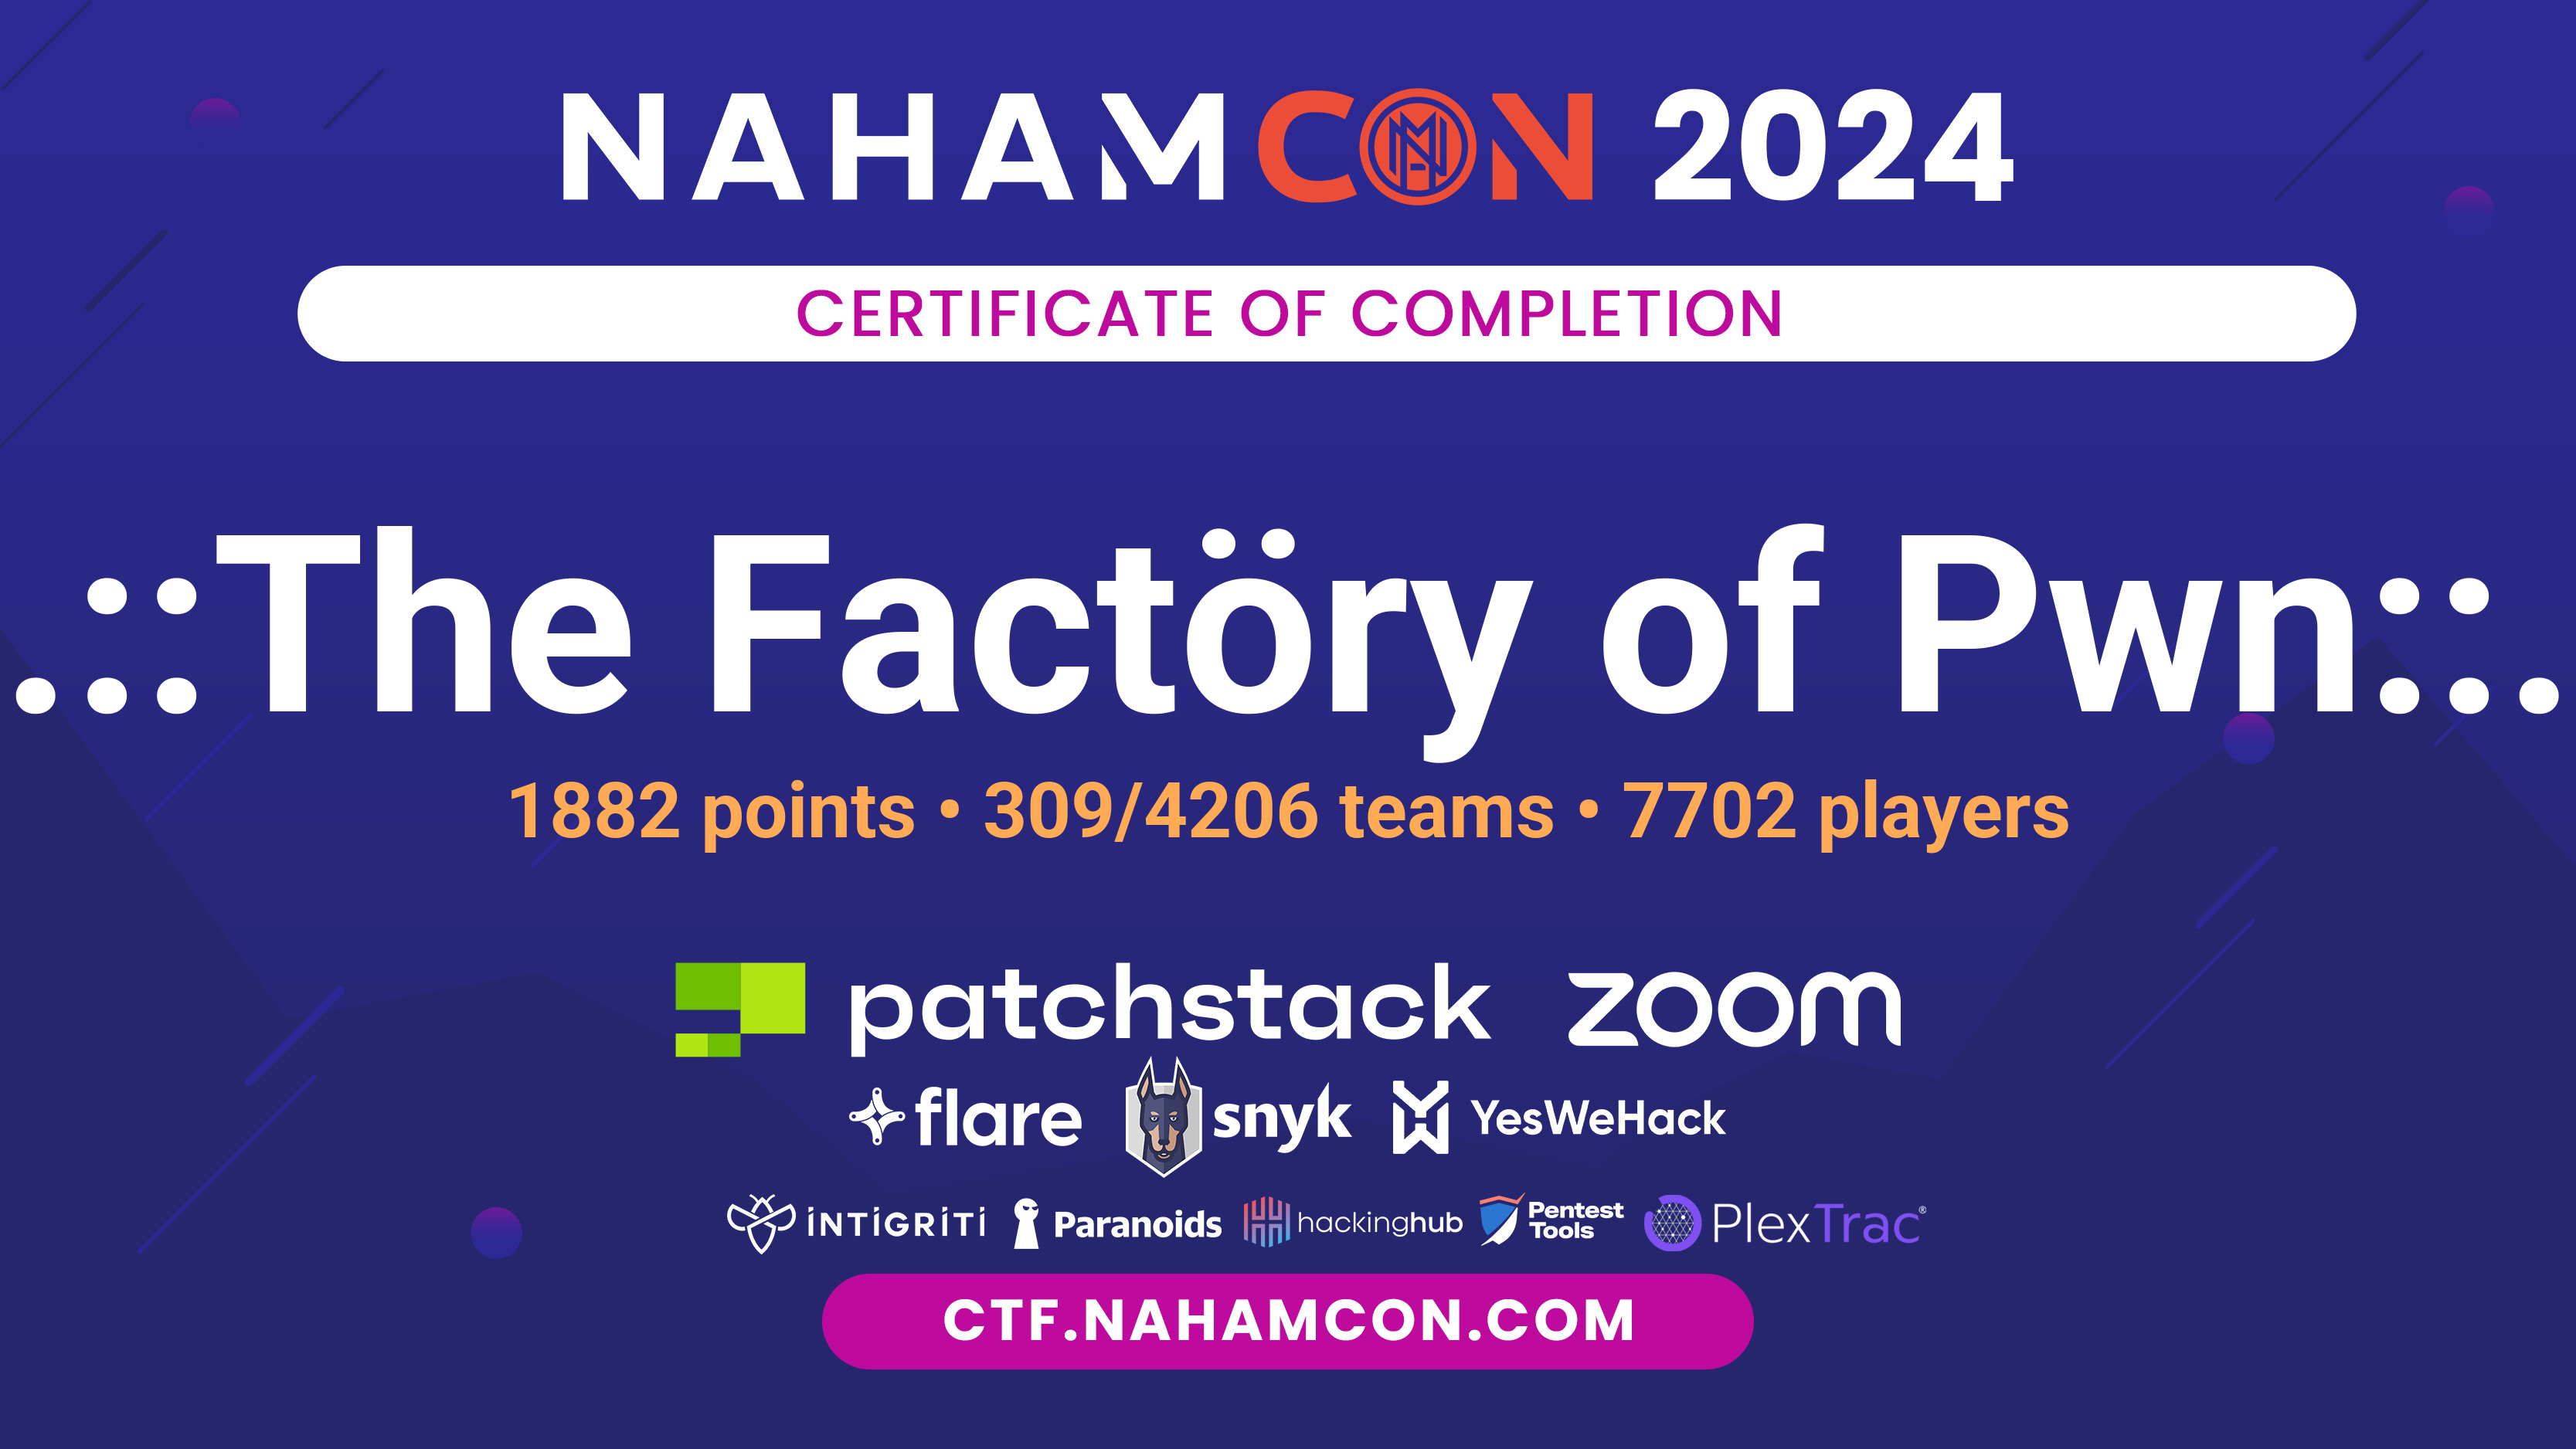 NAHAMCON 2024
CERTIFICATE OF COMPLETION
.::The Factöry of Pwn::.
1882 points • 309/4206 teams • 7702 players
patchstack zoom
flare snyk YesWeHack
INTIGRITI Paranoids hackinghub Pentest Tools PlexTrac®
CTF.NAHAMCON.COM